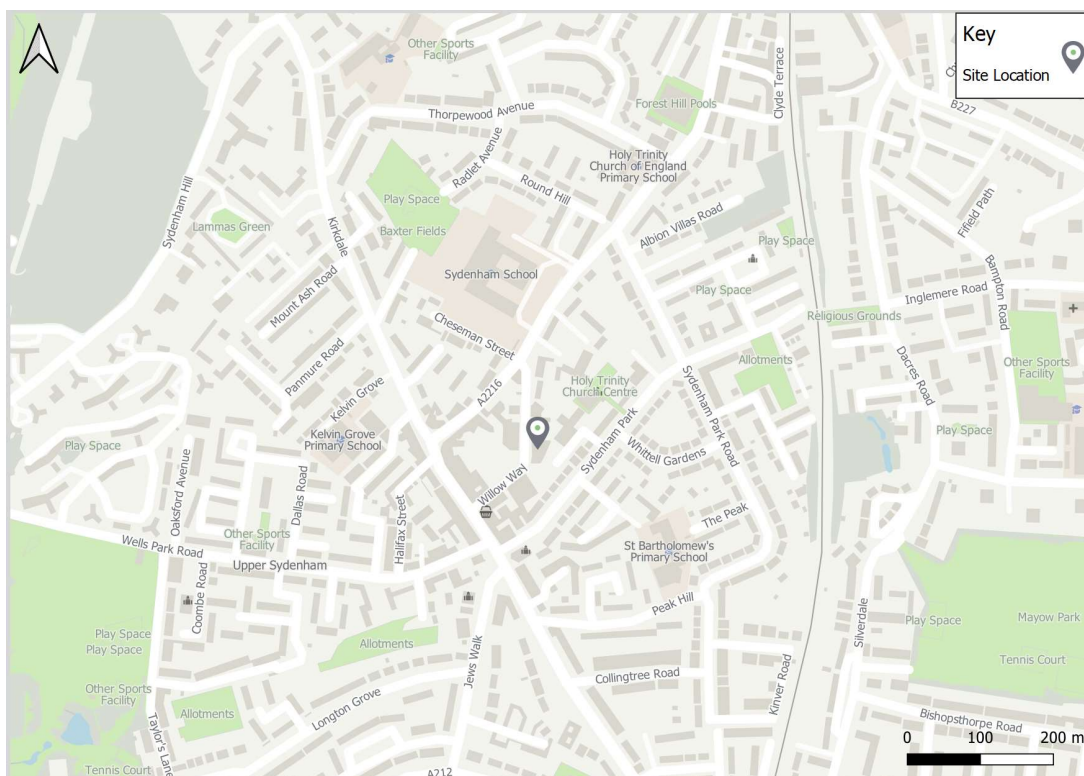 Key
Site Location
Other Sports
Facility
Clyde Terrace
B227
Thorpewood Avenue
Forest Hill Pools
Holy Trinity
Church of England
Primary School
Radlet Avenue
Round Hill
Sydenham Hill
Play Space
Lammas Green
Kirkdale
Baxter Fields
Albion Villas Road
Fifield Path
Play Space
Sydenham School
Mount Ash Road
Play Space
Bampton Road
Inglemere Road
Religious Grounds
Cheseman Street
Panmure Road
Allotments
Dacres Road
Other Sports
Facility
A2216
Holy Trinity
Church Centre
Kelvin Grove
Sydenham Park Road
Kelvin Grove
Primary School
Sydenham Park
Play Space
Play Space
Whittell Gardens
Oaksford Avenue
Dallas Road
Willow Way
Halifax Street
The Peak
Other Sports
Facility
Wells Park Road
Upper Sydenham
St Bartholomew's
Primary School
Coombe Road
Peak Hill
Silverdale
Play Space
Mayow Park
Play Space
Play Space
Allotments
Jews Walk
Tennis Court
Other Sports
Facility
Collingtree Road
Kinver Road
Longton Grove
Allotments
Taylor's Lane
Bishopsthorpe Road
0 100 200 m
Tennis Court
A212